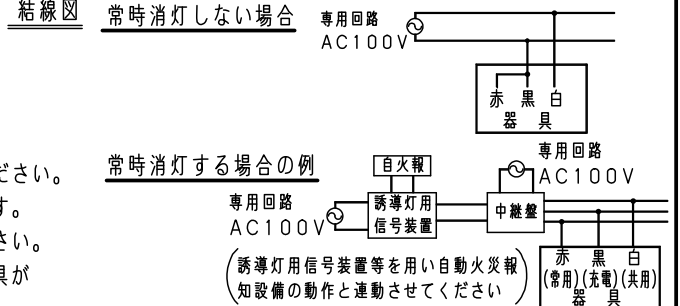 結線図
常時消灯しない場合
専用回路
AC100V
赤 黒 白
器 具
ださい。
す。
さい。
具が
常時消灯する場合の例
専用回路
AC100V
自火報
誘導灯用
信号装置
専用回路
AC100V
中継盤
赤 黒 白
(常用)(充電)(共用)
器 具
(誘導灯用信号装置等を用い自動火災報
知設備の動作と連動させてください)